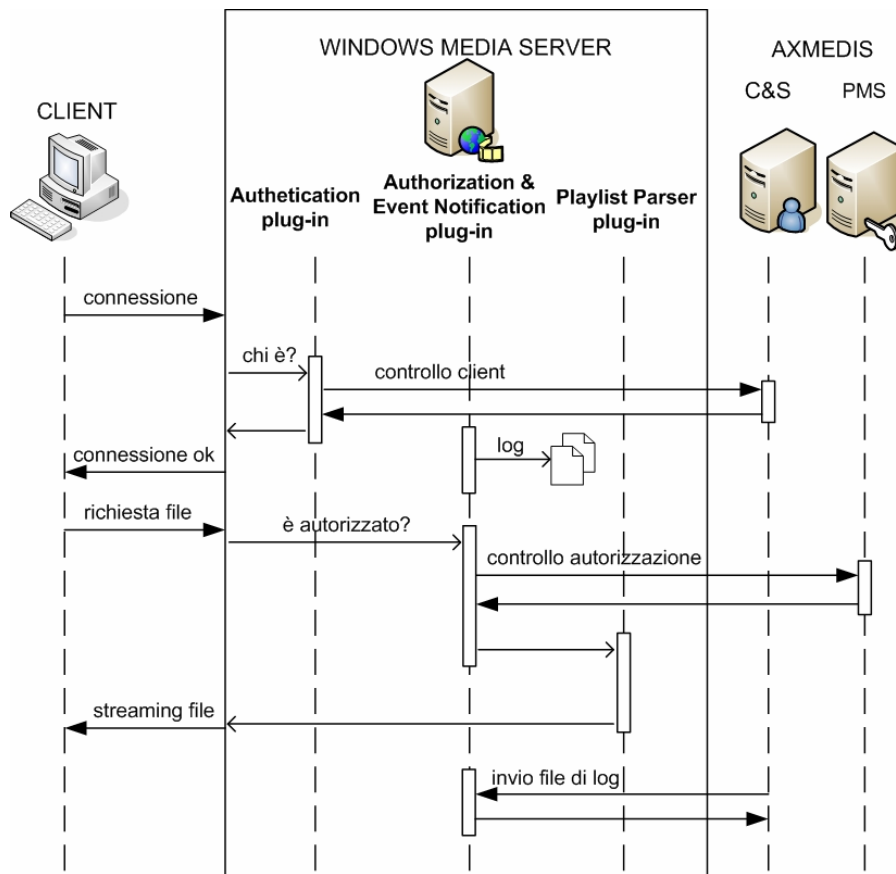 WINDOWS MEDIA SERVER
AXMEDIS
CLIENT
C&S
PMS
Authetication
plug-in
Authorization &
Event Notification
plug-in
Playlist Parser
plug-in
connessione
chi è?
controllo client
log
connessione ok
richiesta file
è autorizzato?
controllo autorizzazione
streaming file
invio file di log